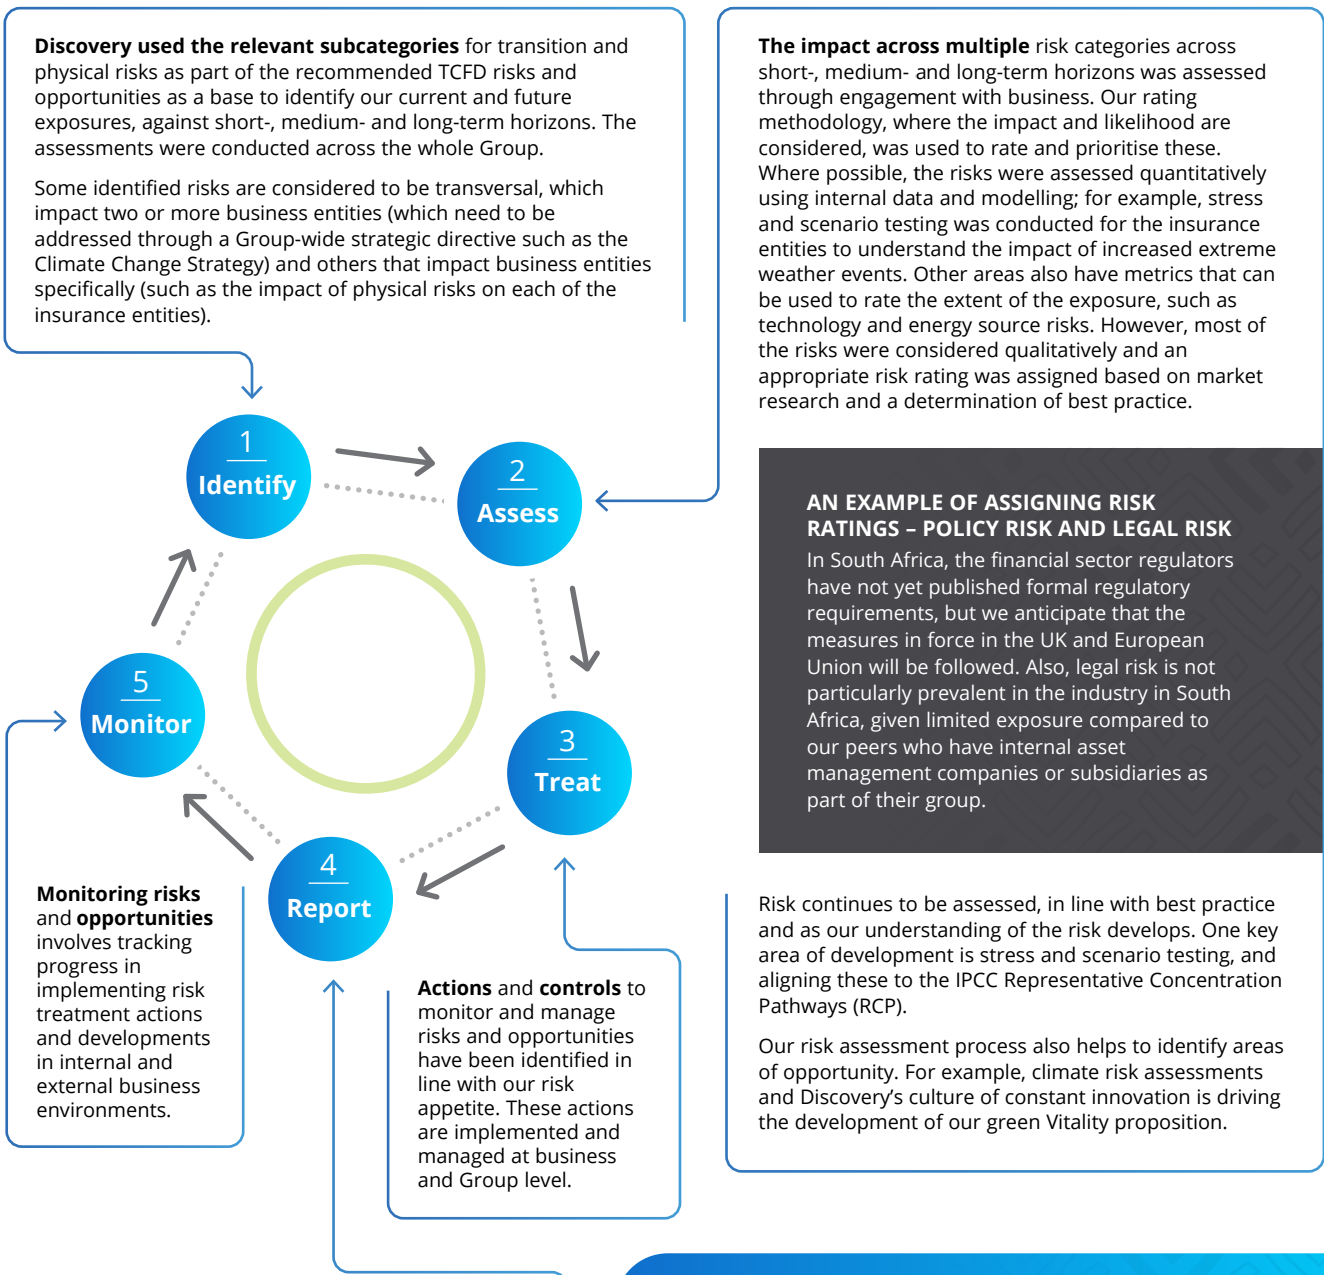 Discovery used the relevant subcategories for transition and
physical risks as part of the recommended TCFD risks and
opportunities as a base to identify our current and future
exposures, against short-, medium- and long-term horizons. The
assessments were conducted across the whole Group.
Some identified risks are considered to be transversal, which
impact two or more business entities (which need to be
addressed through a Group-wide strategic directive such as the
Climate Change Strategy) and others that impact business entities
specifically (such as the impact of physical risks on each of the
insurance entities).
The impact across multiple risk categories across
short-, medium- and long-term horizons was assessed
through engagement with business. Our rating
methodology, where the impact and likelihood are
considered, was used to rate and prioritise these.
Where possible, the risks were assessed quantitatively
using internal data and modelling; for example, stress
and scenario testing was conducted for the insurance
entities to understand the impact of increased extreme
weather events. Other areas also have metrics that can
be used to rate the extent of the exposure, such as
technology and energy source risks. However, most of
the risks were considered qualitatively and an
appropriate risk rating was assigned based on market
research and a determination of best practice.
AN EXAMPLE OF ASSIGNING RISK
RATINGS – POLICY RISK AND LEGAL RISK
In South Africa, the financial sector regulators
have not yet published formal regulatory
requirements, but we anticipate that the
measures in force in the UK and European
Union will be followed. Also, legal risk is not
particularly prevalent in the industry in South
Africa, given limited exposure compared to
our peers who have internal asset
management companies or subsidiaries as
part of their group.
Risk continues to be assessed, in line with best practice
and as our understanding of the risk develops. One key
area of development is stress and scenario testing, and
aligning these to the IPCC Representative Concentration
Pathways (RCP).
Our risk assessment process also helps to identify areas
of opportunity. For example, climate risk assessments
and Discovery’s culture of constant innovation is driving
the development of our green Vitality proposition.
1
Identify
2
Assess
3
Treat
4
Report
5
Monitor
Monitoring risks
and opportunities
involves tracking
progress in
implementing risk
treatment actions
and developments
in internal and
external business
environments.
Actions and controls to
monitor and manage
risks and opportunities
have been identified in
line with our risk
appetite. These actions
are implemented and
managed at business
and Group level.